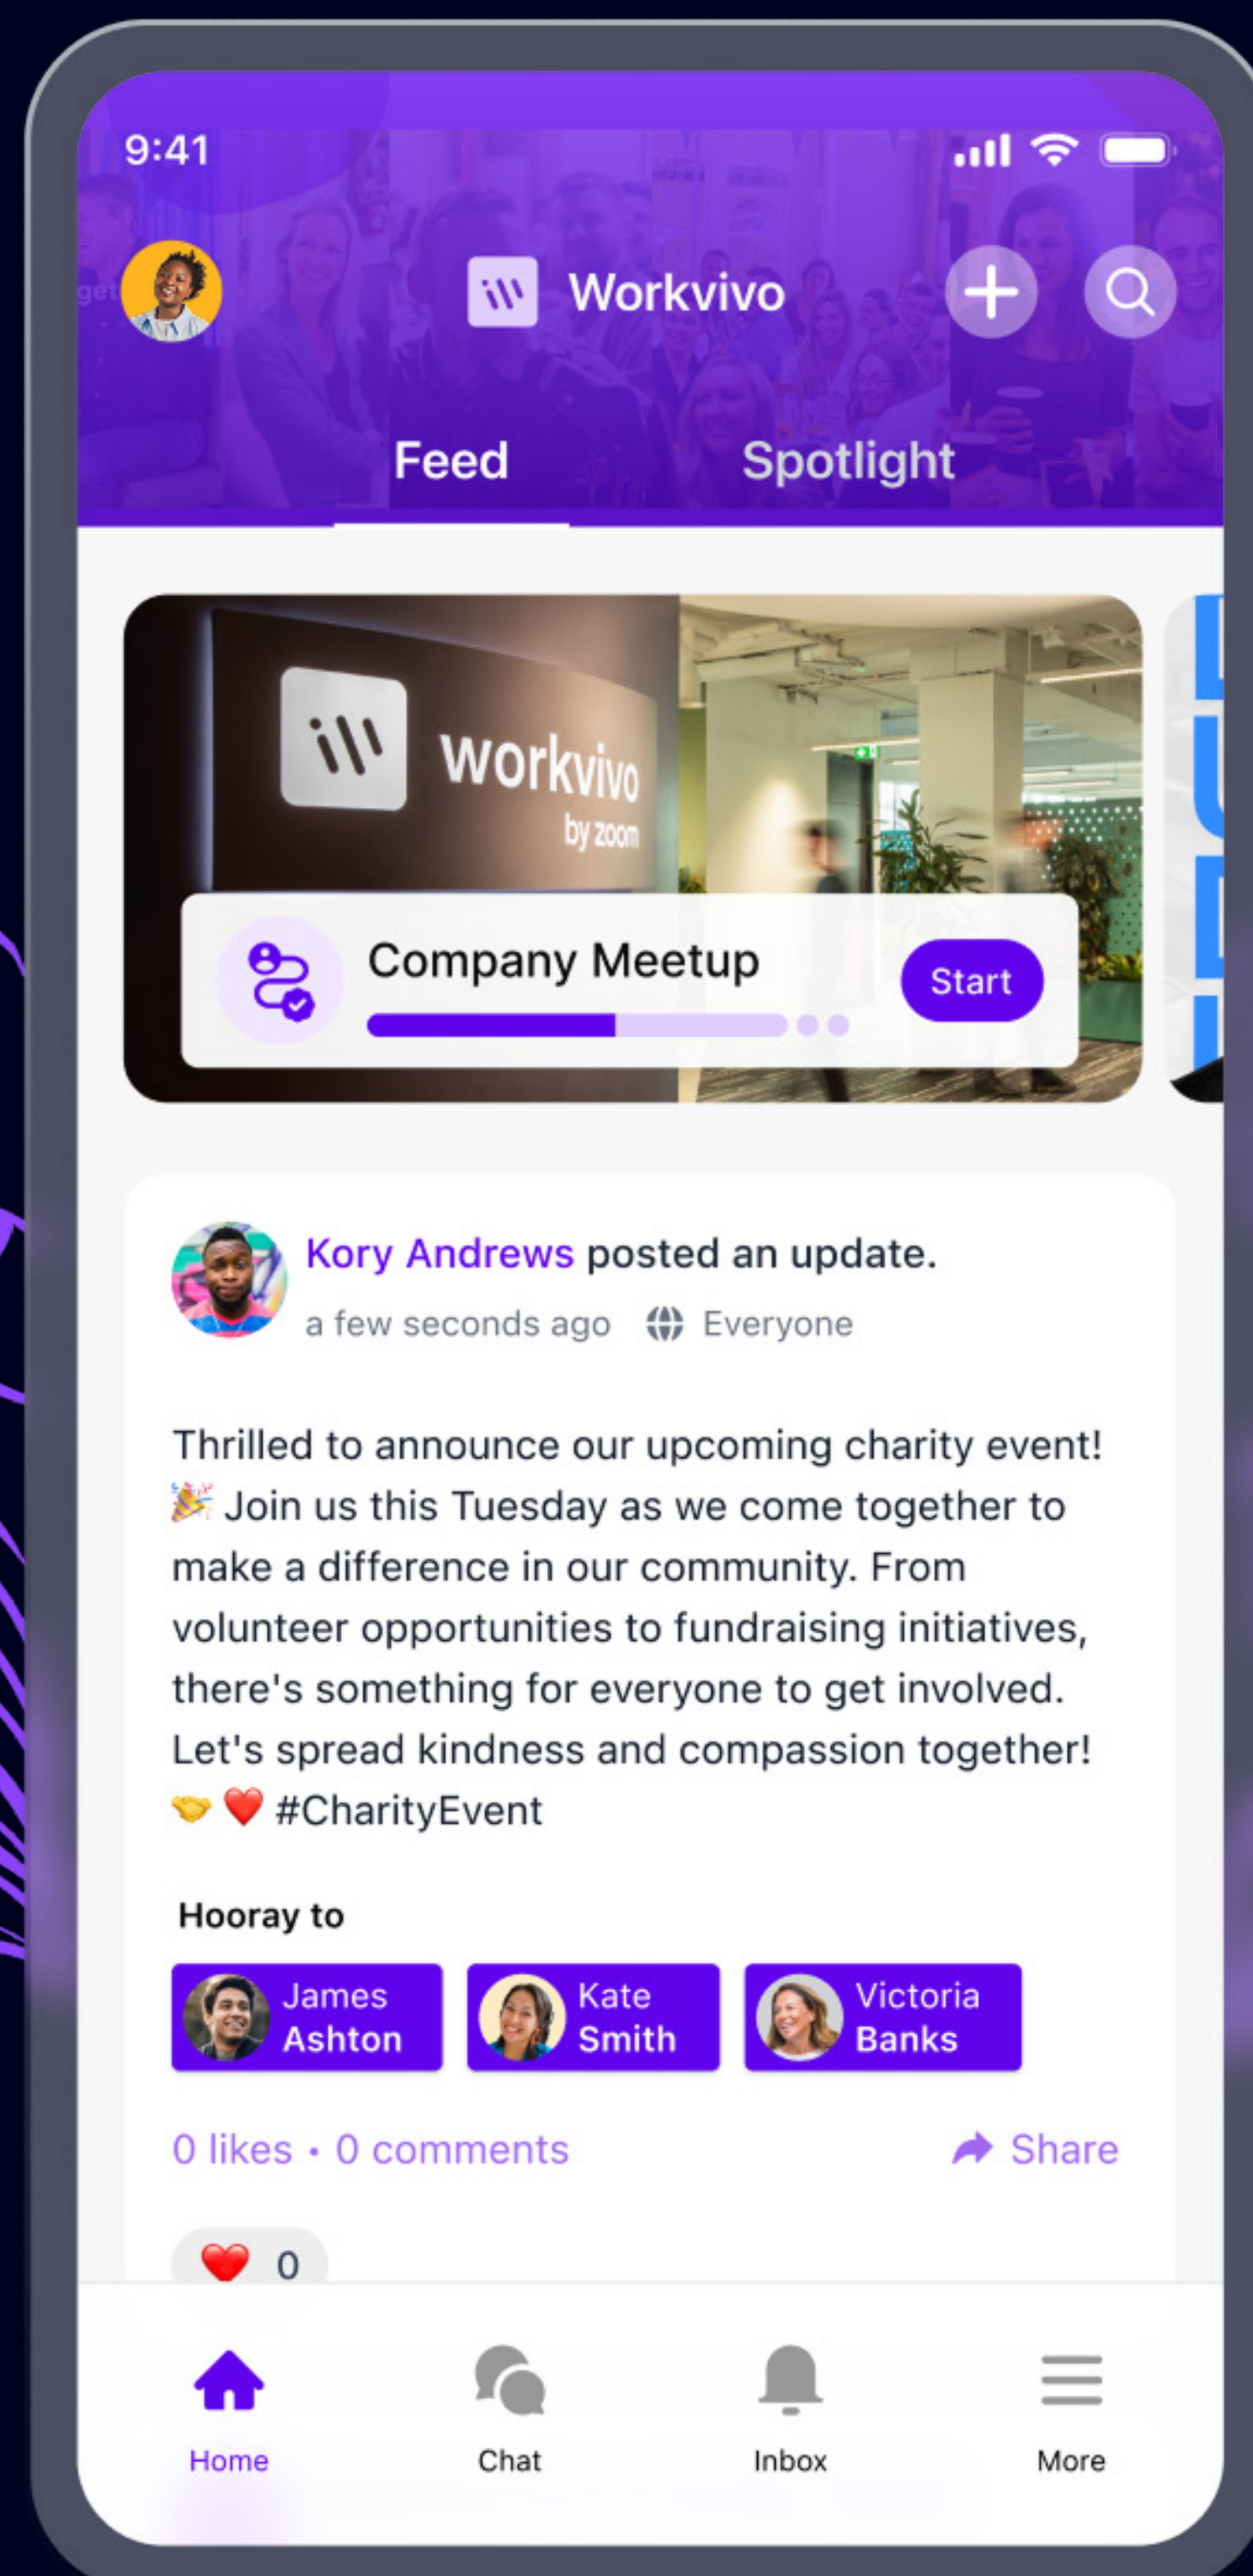 9:41
get
Workvivo
Feed
Spotlight
workvivo
by zoom
Company Meetup
Start
Kory Andrews posted an update.
a few seconds ago Everyone
Thrilled to announce our upcoming charity event!
🎉 Join us this Tuesday as we come together to
make a difference in our community. From
volunteer opportunities to fundraising initiatives,
there's something for everyone to get involved.
Let's spread kindness and compassion together!
🤝 ❤️ #CharityEvent
Hooray to
James
Ashton
Kate
Smith
Victoria
Banks
0 likes • 0 comments
Share
❤️ 0
Home
Chat
Inbox
More